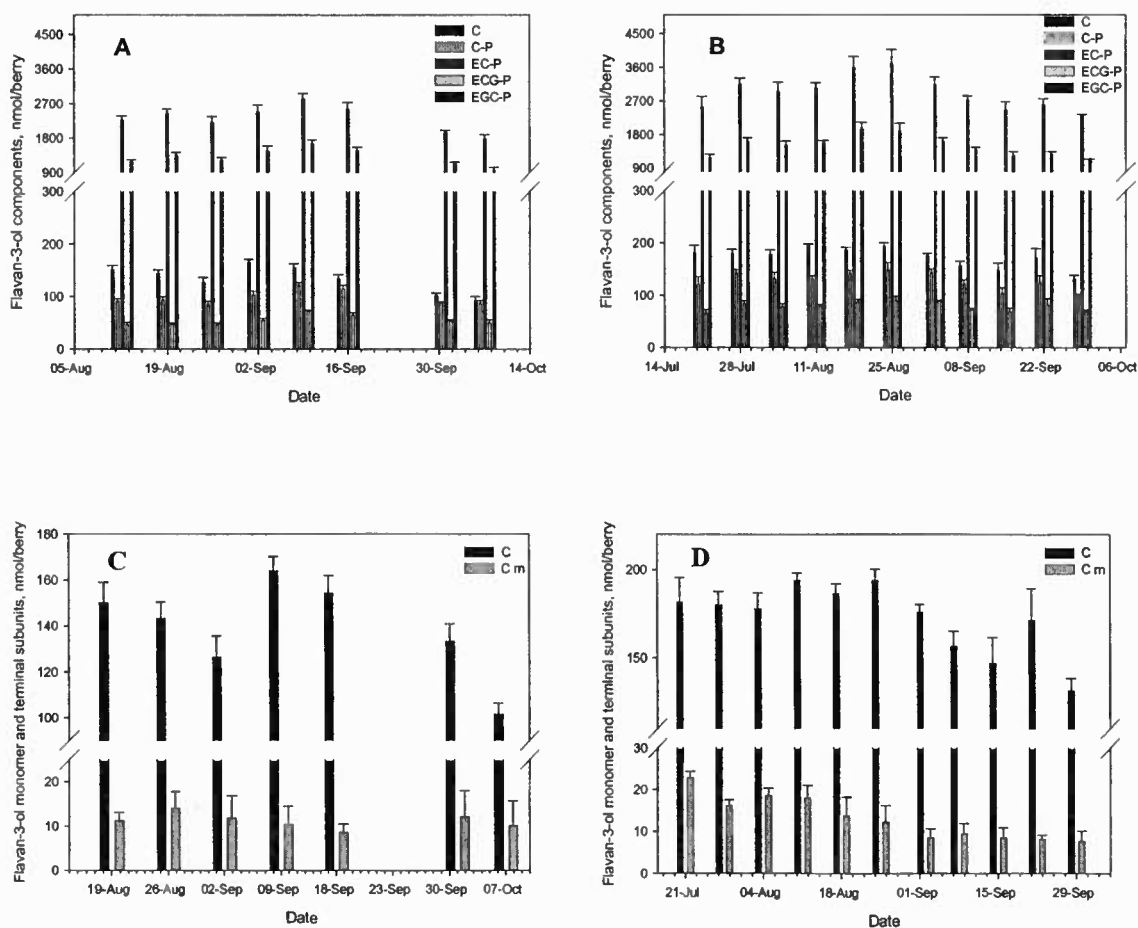 A
C
C-P
EC-P
ECG-P
EGC-P
Flavan-3-ol components, nmol/berry
4500
3600
2700
1800
900
300
200
100
0
05-Aug 19-Aug 02-Sep 16-Sep 30-Sep 14-Oct
Date
B
C
C-P
EC-P
ECG-P
EGC-P
Flavan-3-ol components, nmol/berry
4500
3600
2700
1800
900
300
200
100
0
14-Jul 28-Jul 11-Aug 25-Aug 08-Sep 22-Sep 06-Oct
Date
C
C
C m
Flavan-3-ol monomer and terminal subunits, nmol/berry
180
160
140
120
100
20
10
0
19-Aug 26-Aug 02-Sep 09-Sep 18-Sep 23-Sep 30-Sep 07-Oct
Date
D
C
C m
Flavan-3-ol monomer and terminal subunits, nmol/berry
200
150
30
20
10
0
21-Jul 04-Aug 18-Aug 01-Sep 15-Sep 29-Sep
Date